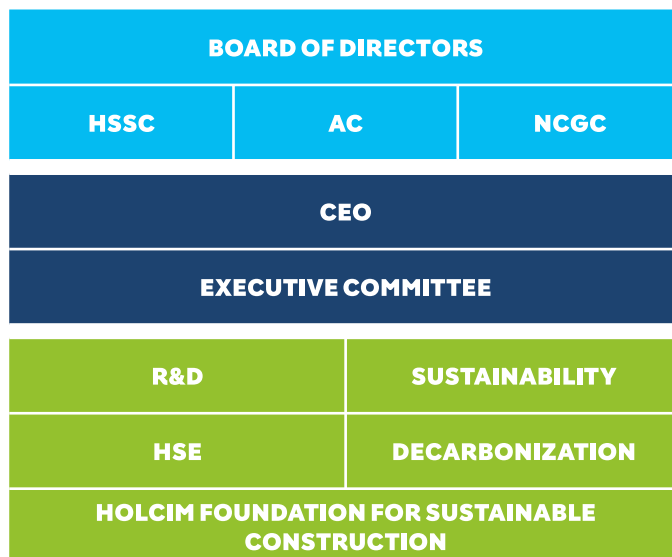 BOARD OF DIRECTORS
HSSC
AC
NCGC
CEO
EXECUTIVE COMMITTEE
R&D
SUSTAINABILITY
HSE
DECARBONIZATION
HOLCIM FOUNDATION FOR SUSTAINABLE
CONSTRUCTION